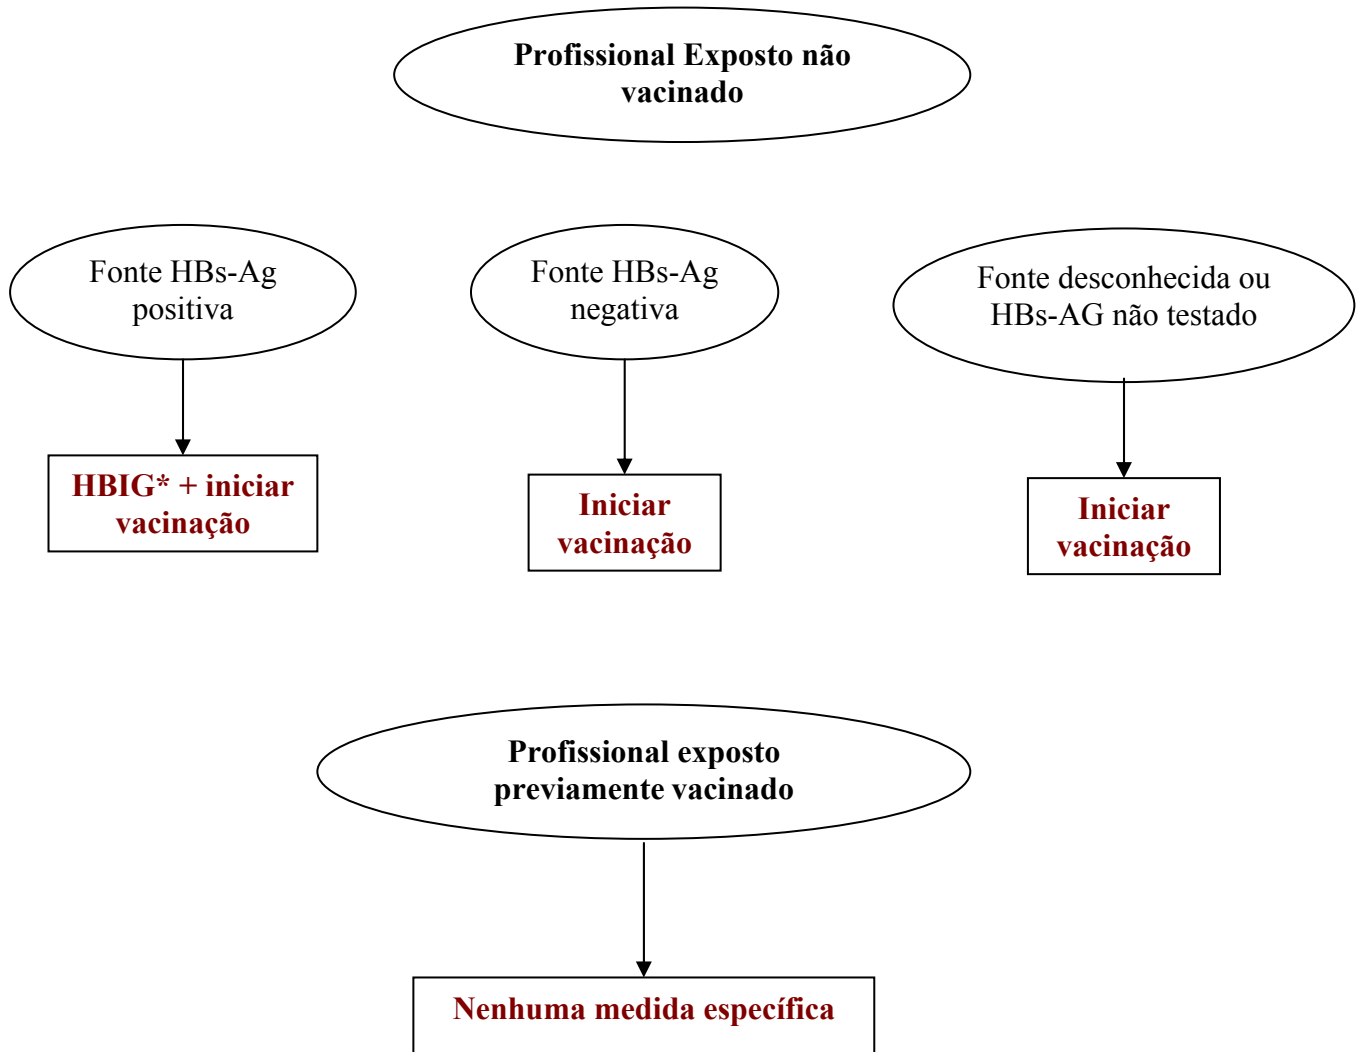 Profissional Exposto não
vacinado
Fonte HBs-Ag
positiva
Fonte HBs-Ag
negativa
Fonte desconhecida ou
HBs-AG não testado
HBIG* + iniciar
vacinação
Iniciar
vacinação
Iniciar
vacinação
Profissional exposto
previamente vacinado
Nenhuma medida específica